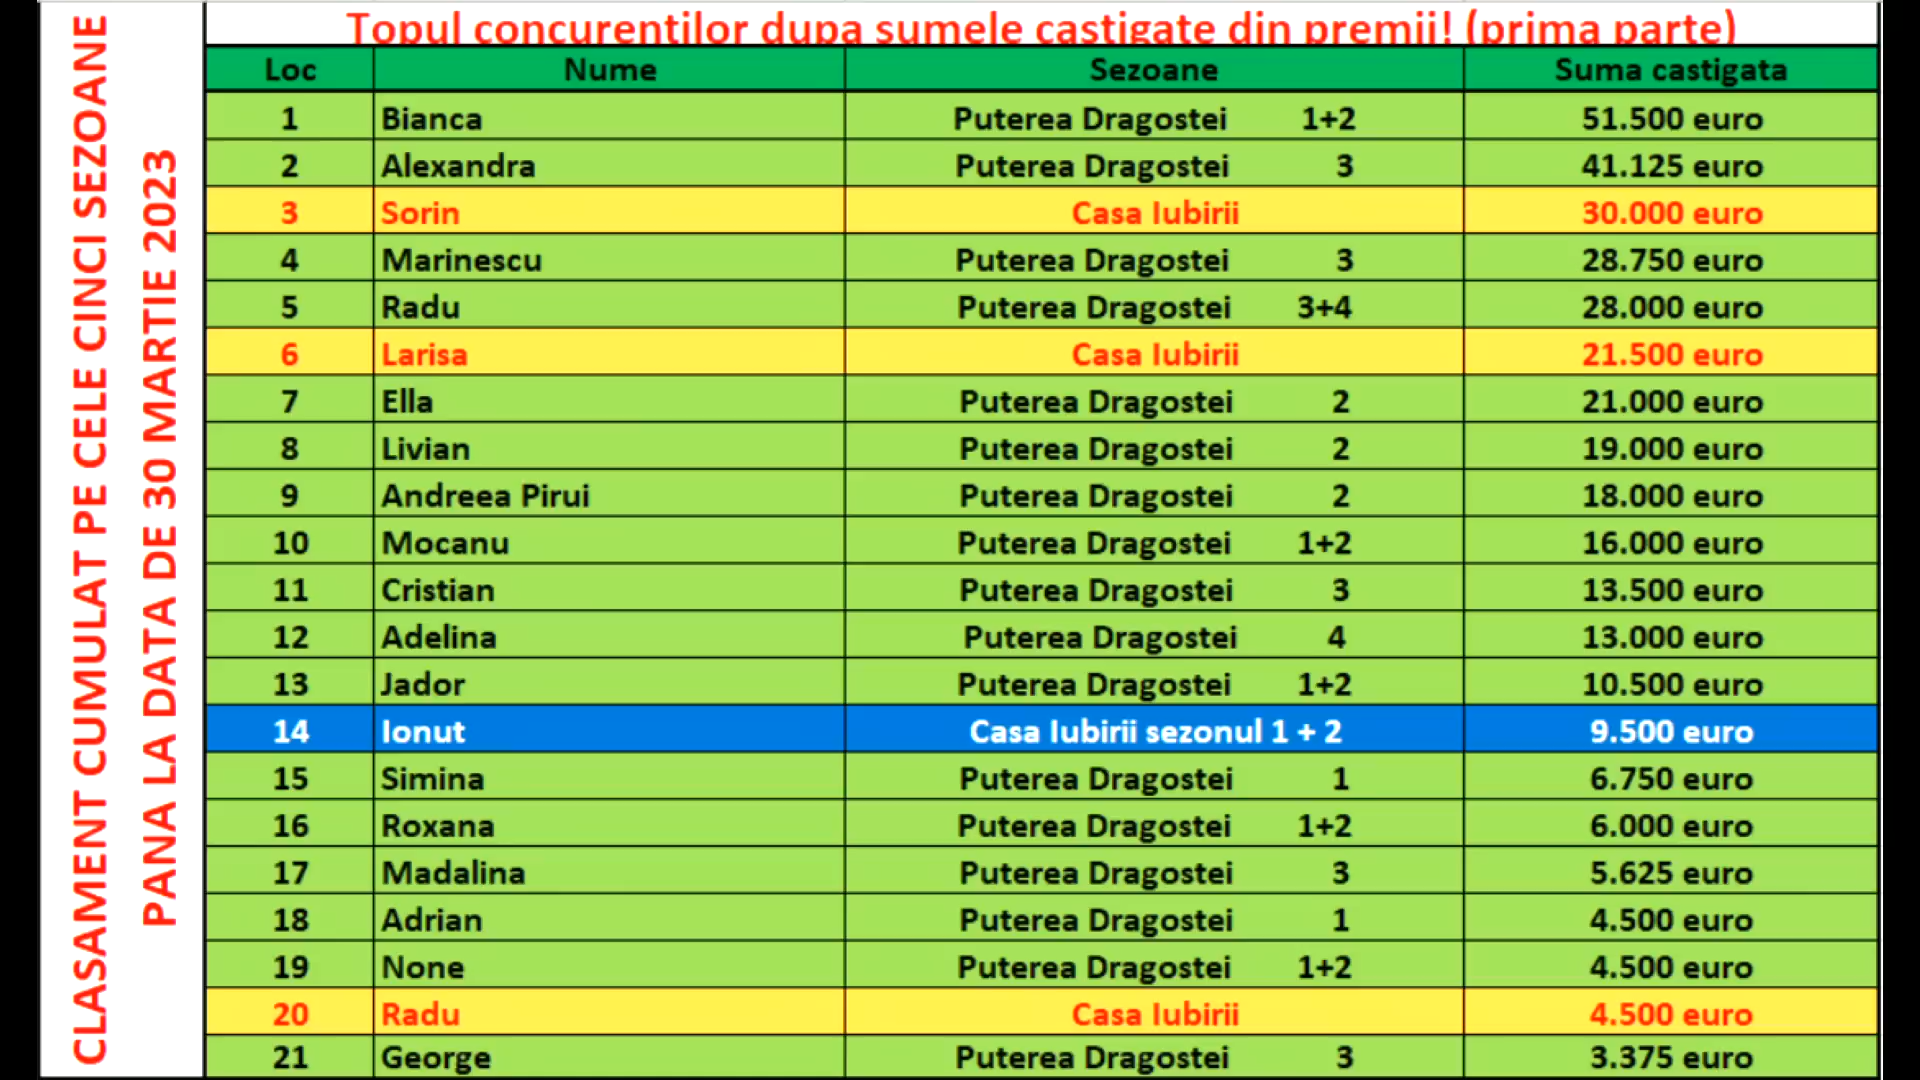 CLASAMENT CUMULAT PE CELE CINCI SEZOANE
PANA LA DATA DE 30 MARTIE 2023
Topul concurentilor dupa sumele castigate din premii! (prima parte)
Loc Nume Sezoane Suma castigata
1 Bianca Puterea Dragostei 1+2 51.500 euro
2 Alexandra Puterea Dragostei 3 41.125 euro
3 Sorin Casa Iubirii 30.000 euro
4 Marinescu Puterea Dragostei 3 28.750 euro
5 Radu Puterea Dragostei 3+4 28.000 euro
6 Larisa Casa Iubirii 21.500 euro
7 Ella Puterea Dragostei 2 21.000 euro
8 Livian Puterea Dragostei 2 19.000 euro
9 Andreea Pirui Puterea Dragostei 2 18.000 euro
10 Mocanu Puterea Dragostei 1+2 16.000 euro
11 Cristian Puterea Dragostei 3 13.500 euro
12 Adelina Puterea Dragostei 4 13.000 euro
13 Jador Puterea Dragostei 1+2 10.500 euro
14 Ionut Casa Iubirii sezonul 1 + 2 9.500 euro
15 Simina Puterea Dragostei 1 6.750 euro
16 Roxana Puterea Dragostei 1+2 6.000 euro
17 Madalina Puterea Dragostei 3 5.625 euro
18 Adrian Puterea Dragostei 1 4.500 euro
19 None Puterea Dragostei 1+2 4.500 euro
20 Radu Casa Iubirii 4.500 euro
21 George Puterea Dragostei 3 3.375 euro